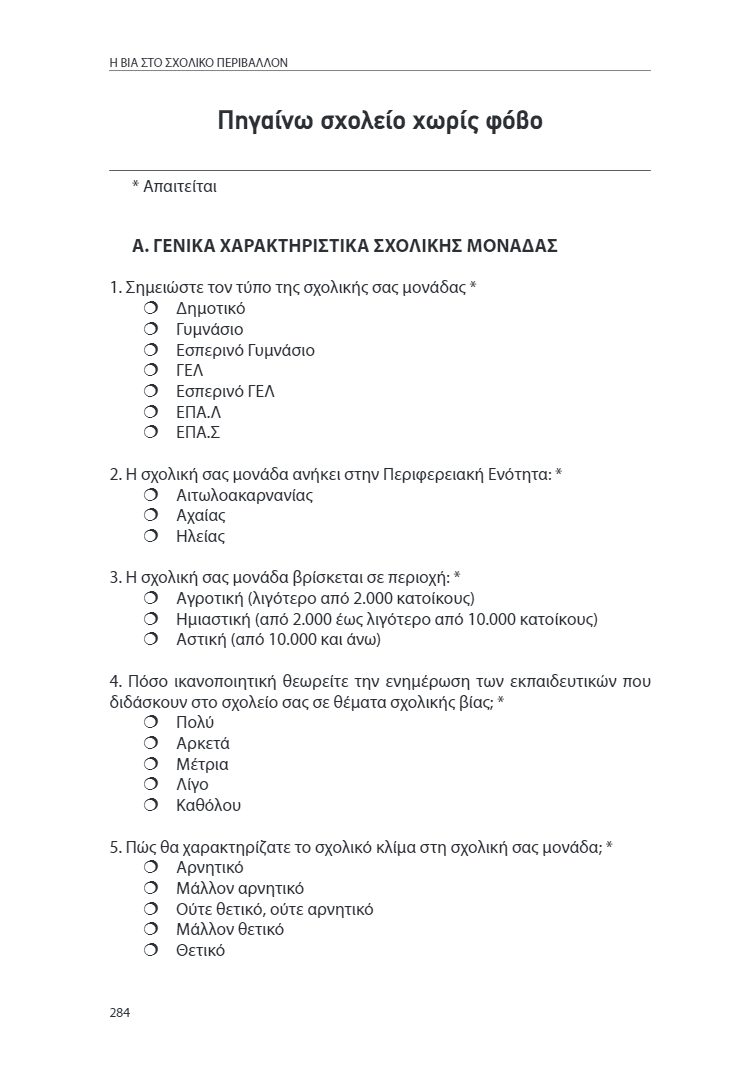 Η ΒΙΑ ΣΤΟ ΣΧΟΛΙΚΟ ΠΕΡΙΒΑΛΛΟΝ
Πηγαίνω σχολείο χωρίς φόβο
* Απαιτείται
Α. ΓΕΝΙΚΑ ΧΑΡΑΚΤΗΡΙΣΤΙΚΑ ΣΧΟΛΙΚΗΣ ΜΟΝΑΔΑΣ
1. Σημειώστε τον τύπο της σχολικής σας μονάδας *
❍ Δημοτικό
❍ Γυμνάσιο
❍ Εσπερινό Γυμνάσιο
❍ ΓΕΛ
❍ Εσπερινό ΓΕΛ
❍ ΕΠΑ.Λ
❍ ΕΠΑ.Σ
2. Η σχολική σας μονάδα ανήκει στην Περιφερειακή Ενότητα: *
❍ Αιτωλοακαρνανίας
❍ Αχαίας
❍ Ηλείας
3. Η σχολική σας μονάδα βρίσκεται σε περιοχή: *
❍ Αγροτική (λιγότερο από 2.000 κατοίκους)
❍ Ημιαστική (από 2.000 έως λιγότερο από 10.000 κατοίκους)
❍ Αστική (από 10.000 και άνω)
4. Πόσο ικανοποιητική θεωρείτε την ενημέρωση των εκπαιδευτικών που
διδάσκουν στο σχολείο σας σε θέματα σχολικής βίας; *
❍ Πολύ
❍ Αρκετά
❍ Μέτρια
❍ Λίγο
❍ Καθόλου
5. Πώς θα χαρακτηρίζατε το σχολικό κλίμα στη σχολική σας μονάδα; *
❍ Αρνητικό
❍ Μάλλον αρνητικό
❍ Ούτε θετικό, ούτε αρνητικό
❍ Μάλλον θετικό
❍ Θετικό
284